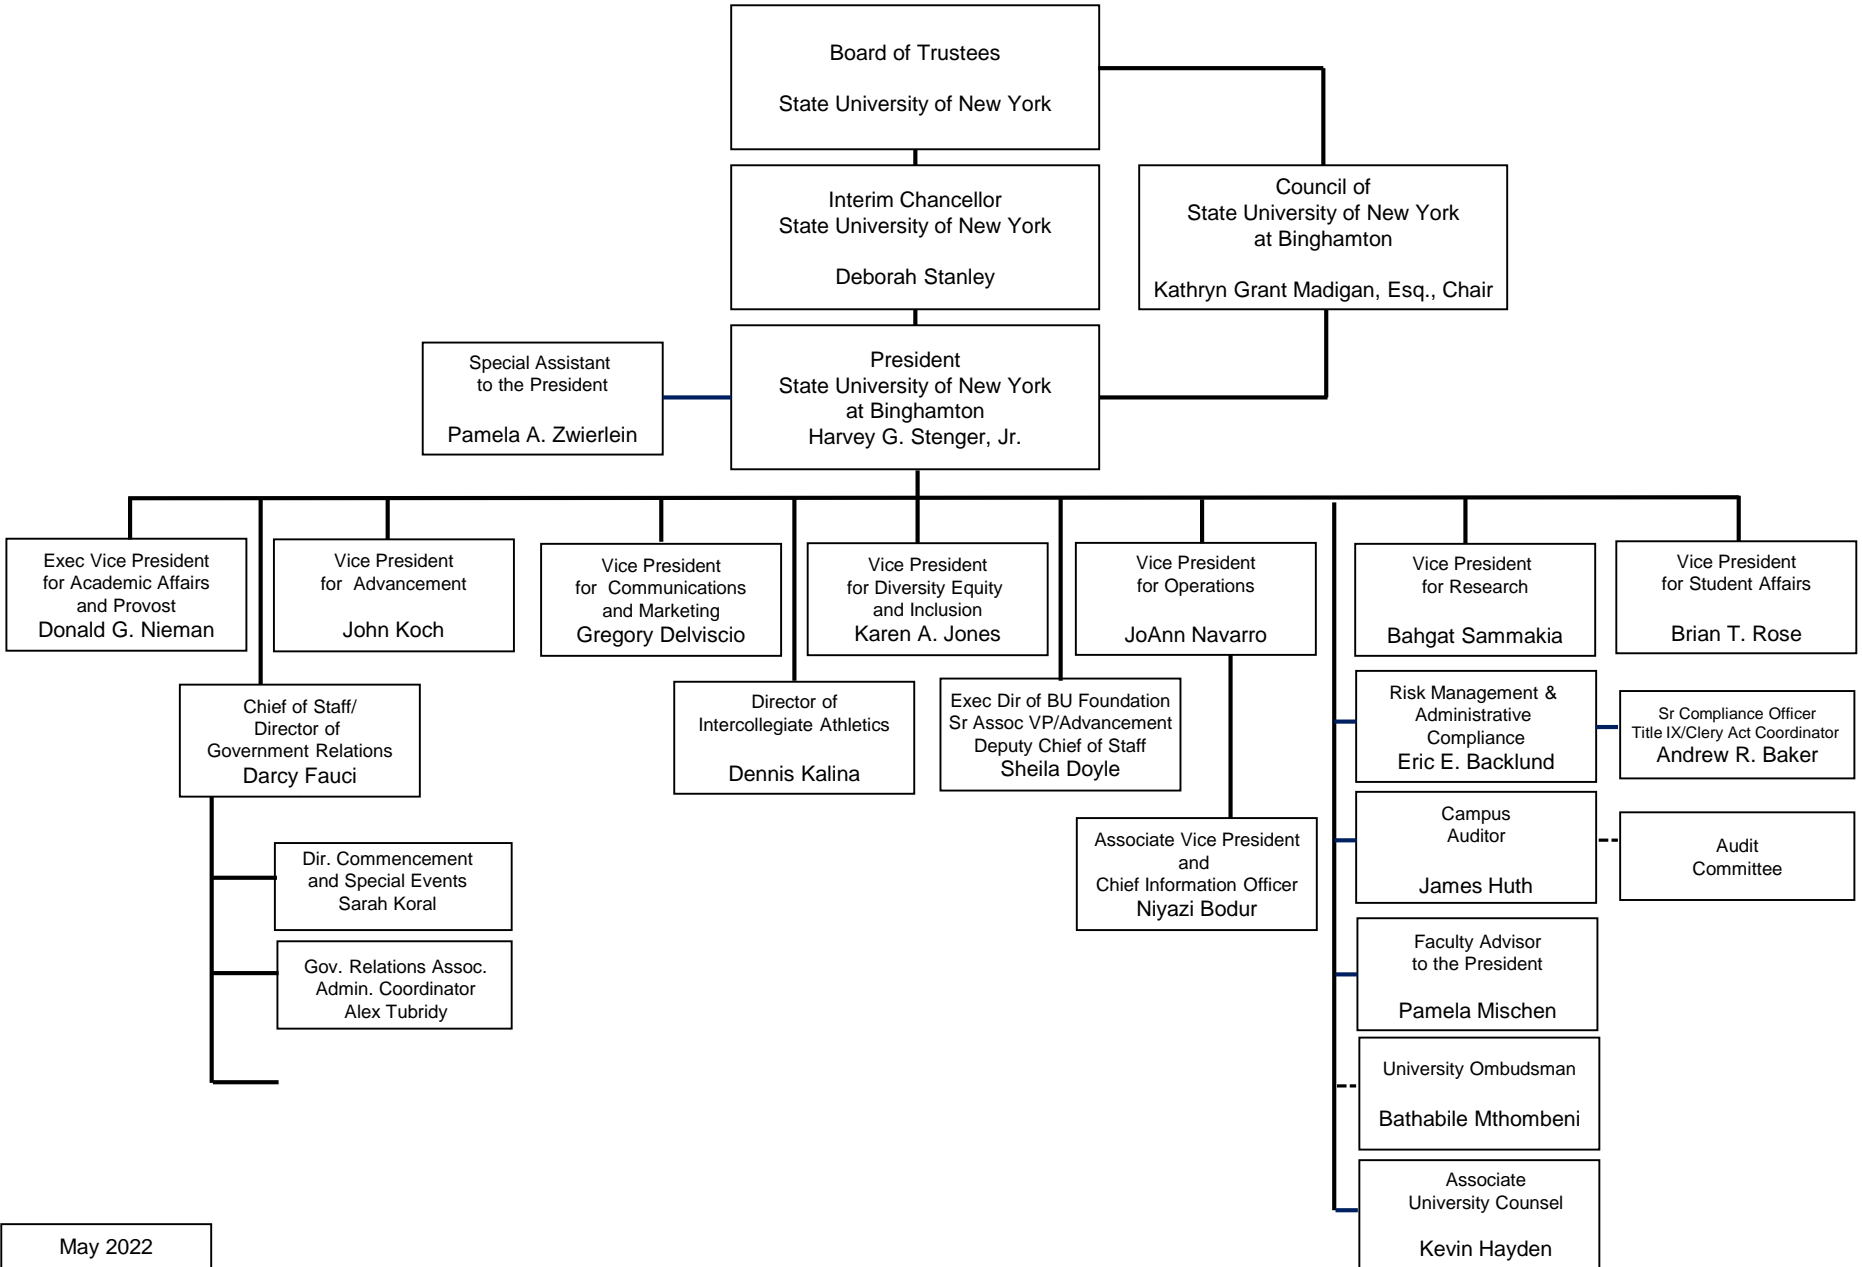 Board of Trustees
State University of New York
Interim Chancellor
State University of New York
Deborah Stanley
Council of
State University of New York
at Binghamton
Kathryn Grant Madigan, Esq., Chair
Special Assistant
to the President
Pamela A. Zwierlein
President
State University of New York
at Binghamton
Harvey G. Stenger, Jr.
Exec Vice President
for Academic Affairs
and Provost
Donald G. Nieman
Vice President
for Advancement
John Koch
Vice President
for Communications
and Marketing
Gregory Delviscio
Vice President
for Diversity Equity
and Inclusion
Karen A. Jones
Vice President
for Operations
JoAnn Navarro
Vice President
for Research
Bahgat Sammakia
Vice President
for Student Affairs
Brian T. Rose
Chief of Staff/
Director of
Government Relations
Darcy Fauci
Director of
Intercollegiate Athletics
Dennis Kalina
Exec Dir of BU Foundation
Sr Assoc VP/Advancement
Deputy Chief of Staff
Sheila Doyle
Risk Management &
Administrative
Compliance
Eric E. Backlund
Sr Compliance Officer
Title IX/Clery Act Coordinator
Andrew R. Baker
Dir. Commencement
and Special Events
Sarah Koral
Associate Vice President
and
Chief Information Officer
Niyazi Bodur
Campus
Auditor
James Huth
Audit
Committee
Gov. Relations Assoc.
Admin. Coordinator
Alex Tubridy
Faculty Advisor
to the President
Pamela Mischen
University Ombudsman
Bathabile Mthombeni
Associate
University Counsel
Kevin Hayden
May 2022